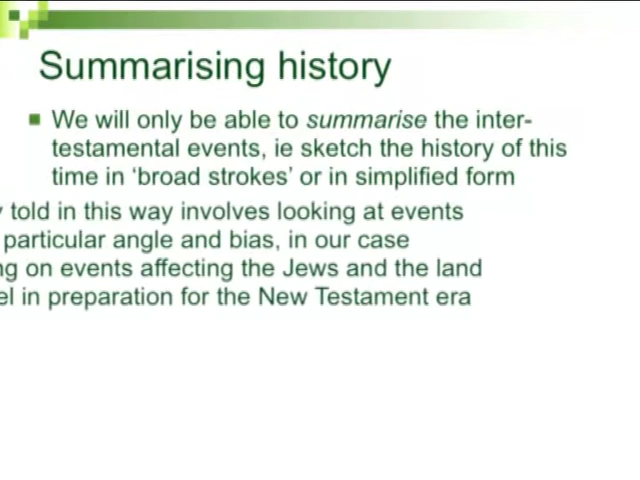 Summarising history
We will only be able to summarise the inter-
testamental events, ie sketch the history of this
time in ‘broad strokes’ or in simplified form
told in this way involves looking at events
particular angle and bias, in our case
on events affecting the Jews and the land
in preparation for the New Testament era